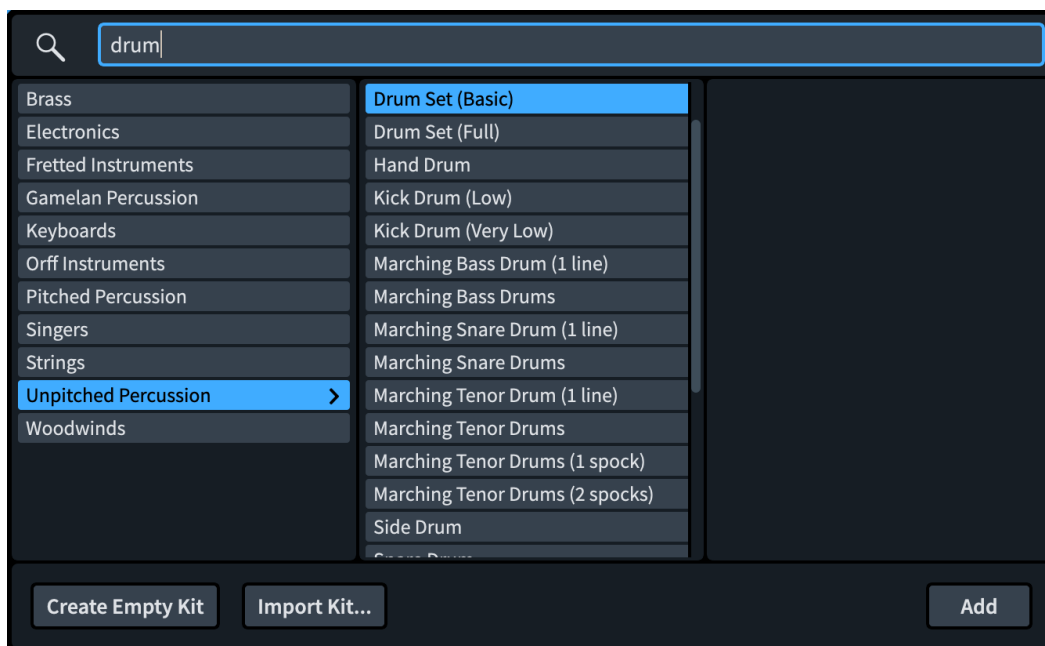 drum
Brass
Electronics
Fretted Instruments
Gamelan Percussion
Keyboards
Orff Instruments
Pitched Percussion
Singers
Strings
Unpitched Percussion
Woodwinds
Drum Set (Basic)
Drum Set (Full)
Hand Drum
Kick Drum (Low)
Kick Drum (Very Low)
Marching Bass Drum (1 line)
Marching Bass Drums
Marching Snare Drum (1 line)
Marching Snare Drums
Marching Tenor Drum (1 line)
Marching Tenor Drums
Marching Tenor Drums (1 spock)
Marching Tenor Drums (2 spocks)
Side Drum
Create Empty Kit
Import Kit...
Add